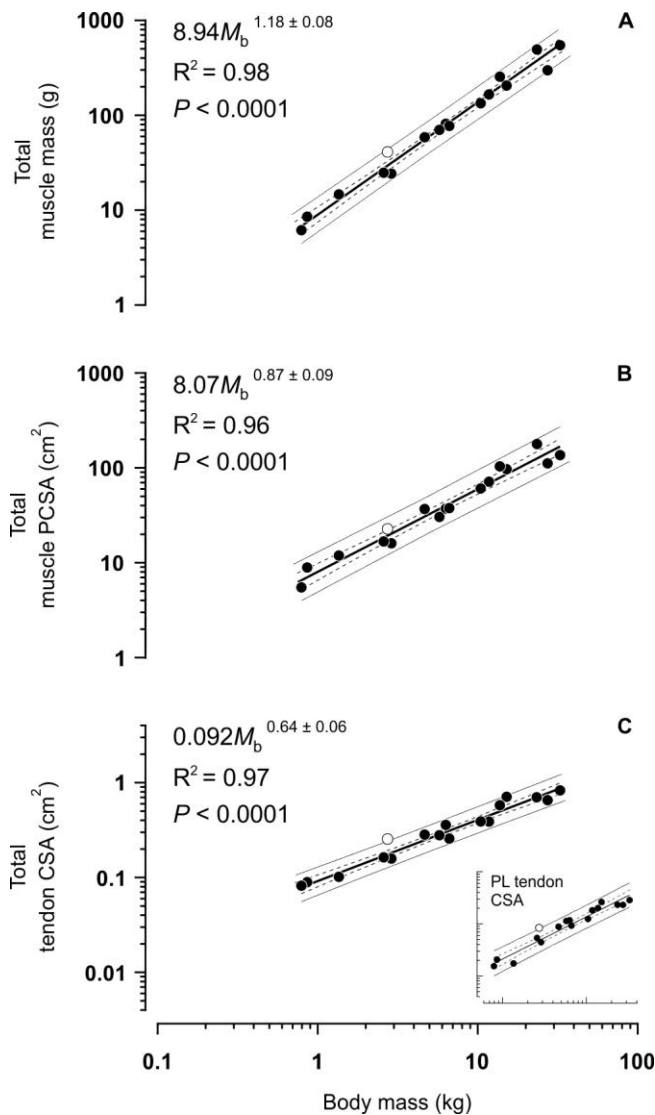 A
8.94M_b^1.18 ± 0.08
R² = 0.98
P < 0.0001
Total
muscle mass (g)
1000
100
10
1
B
8.07M_b^0.87 ± 0.09
R² = 0.96
P < 0.0001
Total
muscle PCSA (cm²)
1000
100
10
1
C
0.092M_b^0.64 ± 0.06
R² = 0.97
P < 0.0001
Total
tendon CSA (cm²)
1
0.1
0.01
PL tendon
CSA
0.1 1 10 100
Body mass (kg)